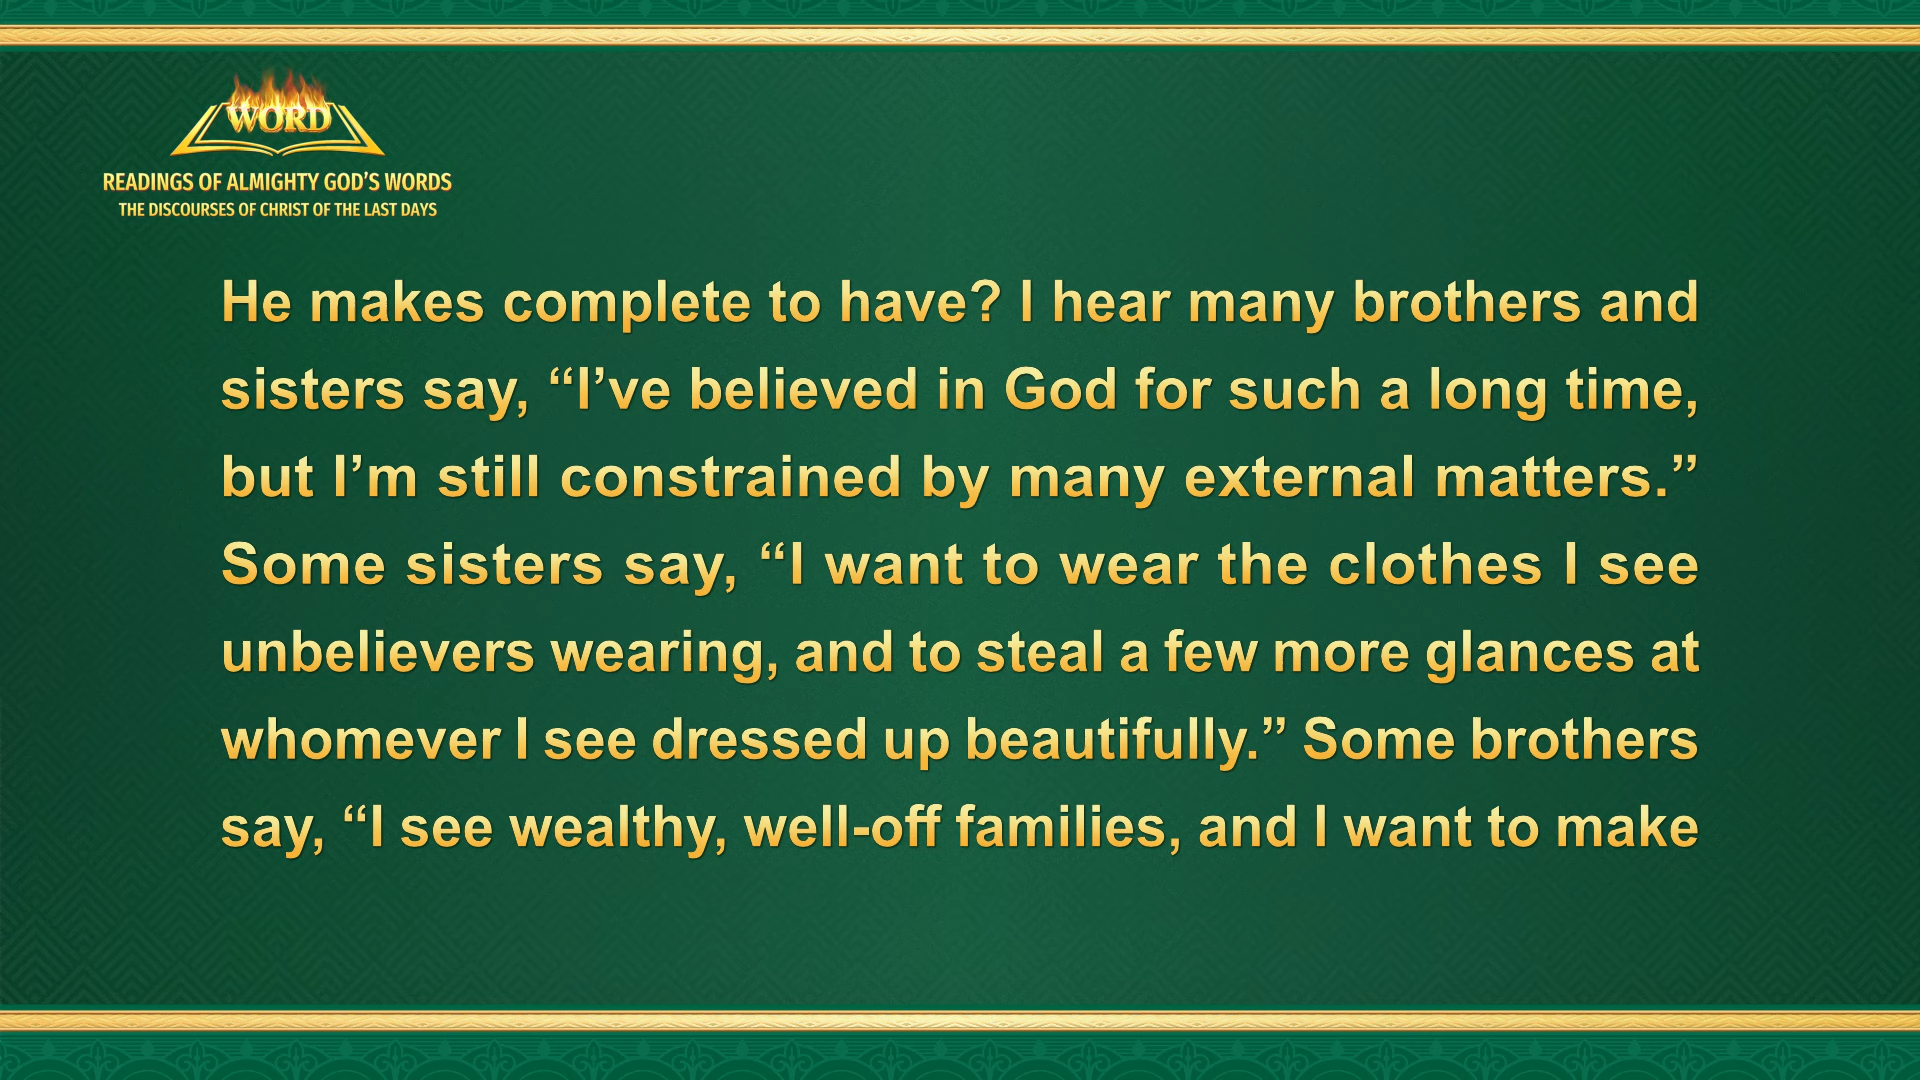 WORD
READINGS OF ALMIGHTY GOD’S WORDS
THE DISCOURSES OF CHRIST OF THE LAST DAYS
He makes complete to have? I hear many brothers and
sisters say, “I’ve believed in God for such a long time,
but I’m still constrained by many external matters.”
Some sisters say, “I want to wear the clothes I see
unbelievers wearing, and to steal a few more glances at
whomever I see dressed up beautifully.” Some brothers
say, “I see wealthy, well-off families, and I want to make